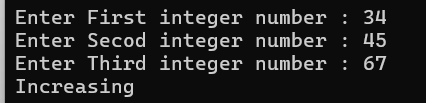 Enter First integer number : 34
Enter Secod integer number : 45
Enter Third integer number : 67
Increasing